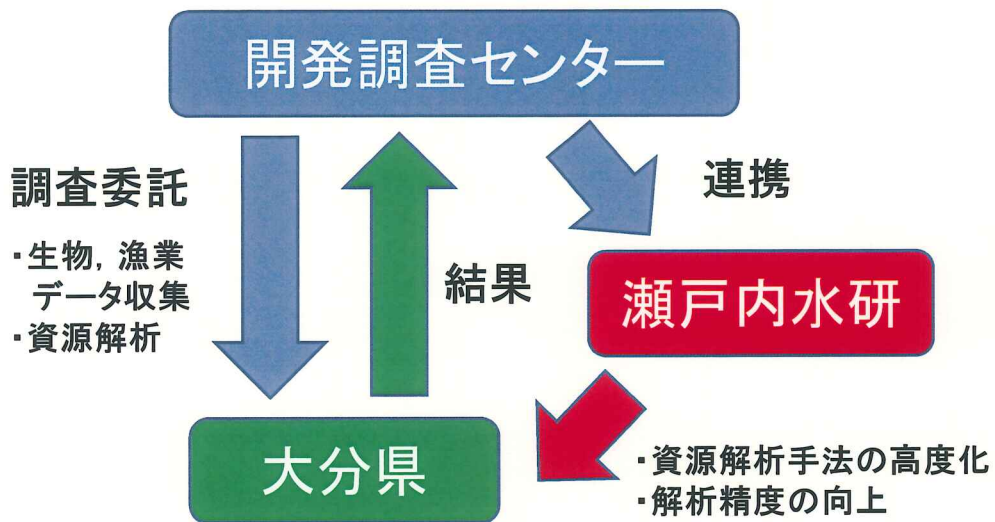 開発調査センター
調査委託
・生物, 漁業
データ収集
・資源解析
結果
連携
瀬戸内水研
大分県
・資源解析手法の高度化
・解析精度の向上